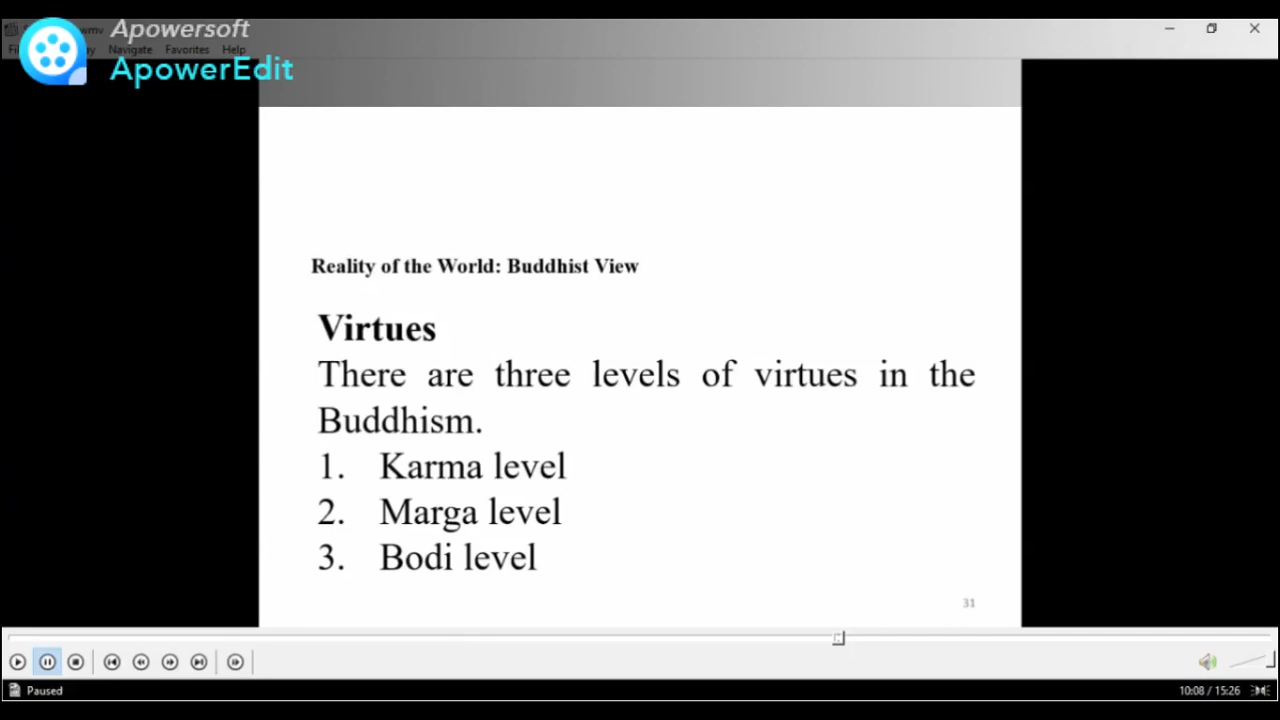 Apowersoft
ApowerEdit
Navigate Favorites Help
Reality of the World: Buddhist View
Virtues
There are three levels of virtues in the
Buddhism.
1. Karma level
2. Marga level
3. Bodi level
31
Paused
10:08 / 15:26